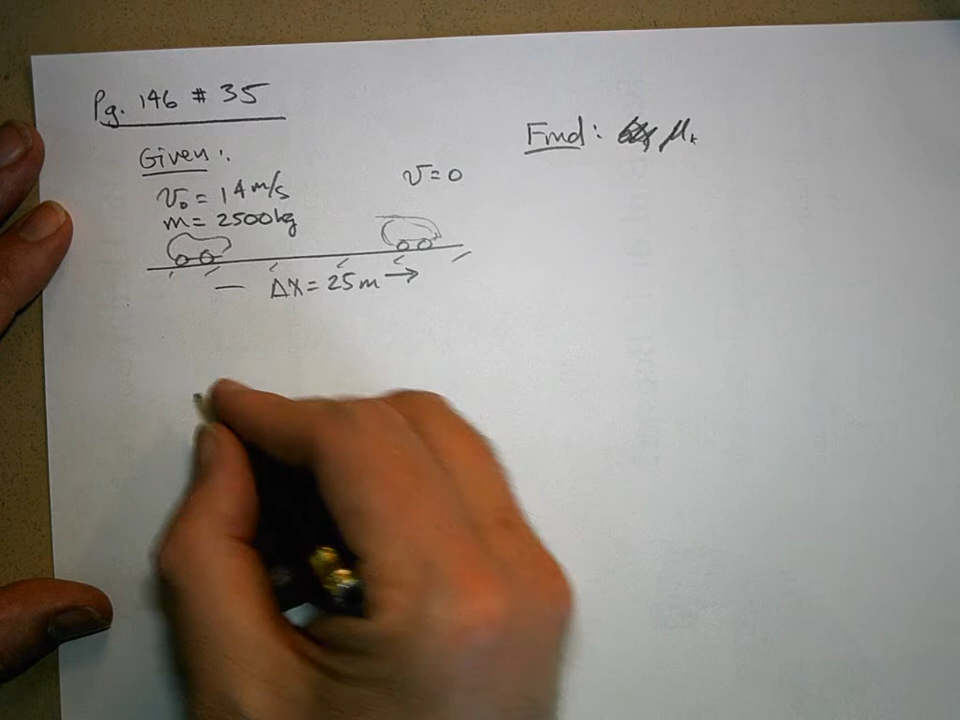 Pg. 146 # 35
Given:
v₀ = 14 m/s
m = 2500 kg
v = 0
Δx = 25 m →
Find: μₖ